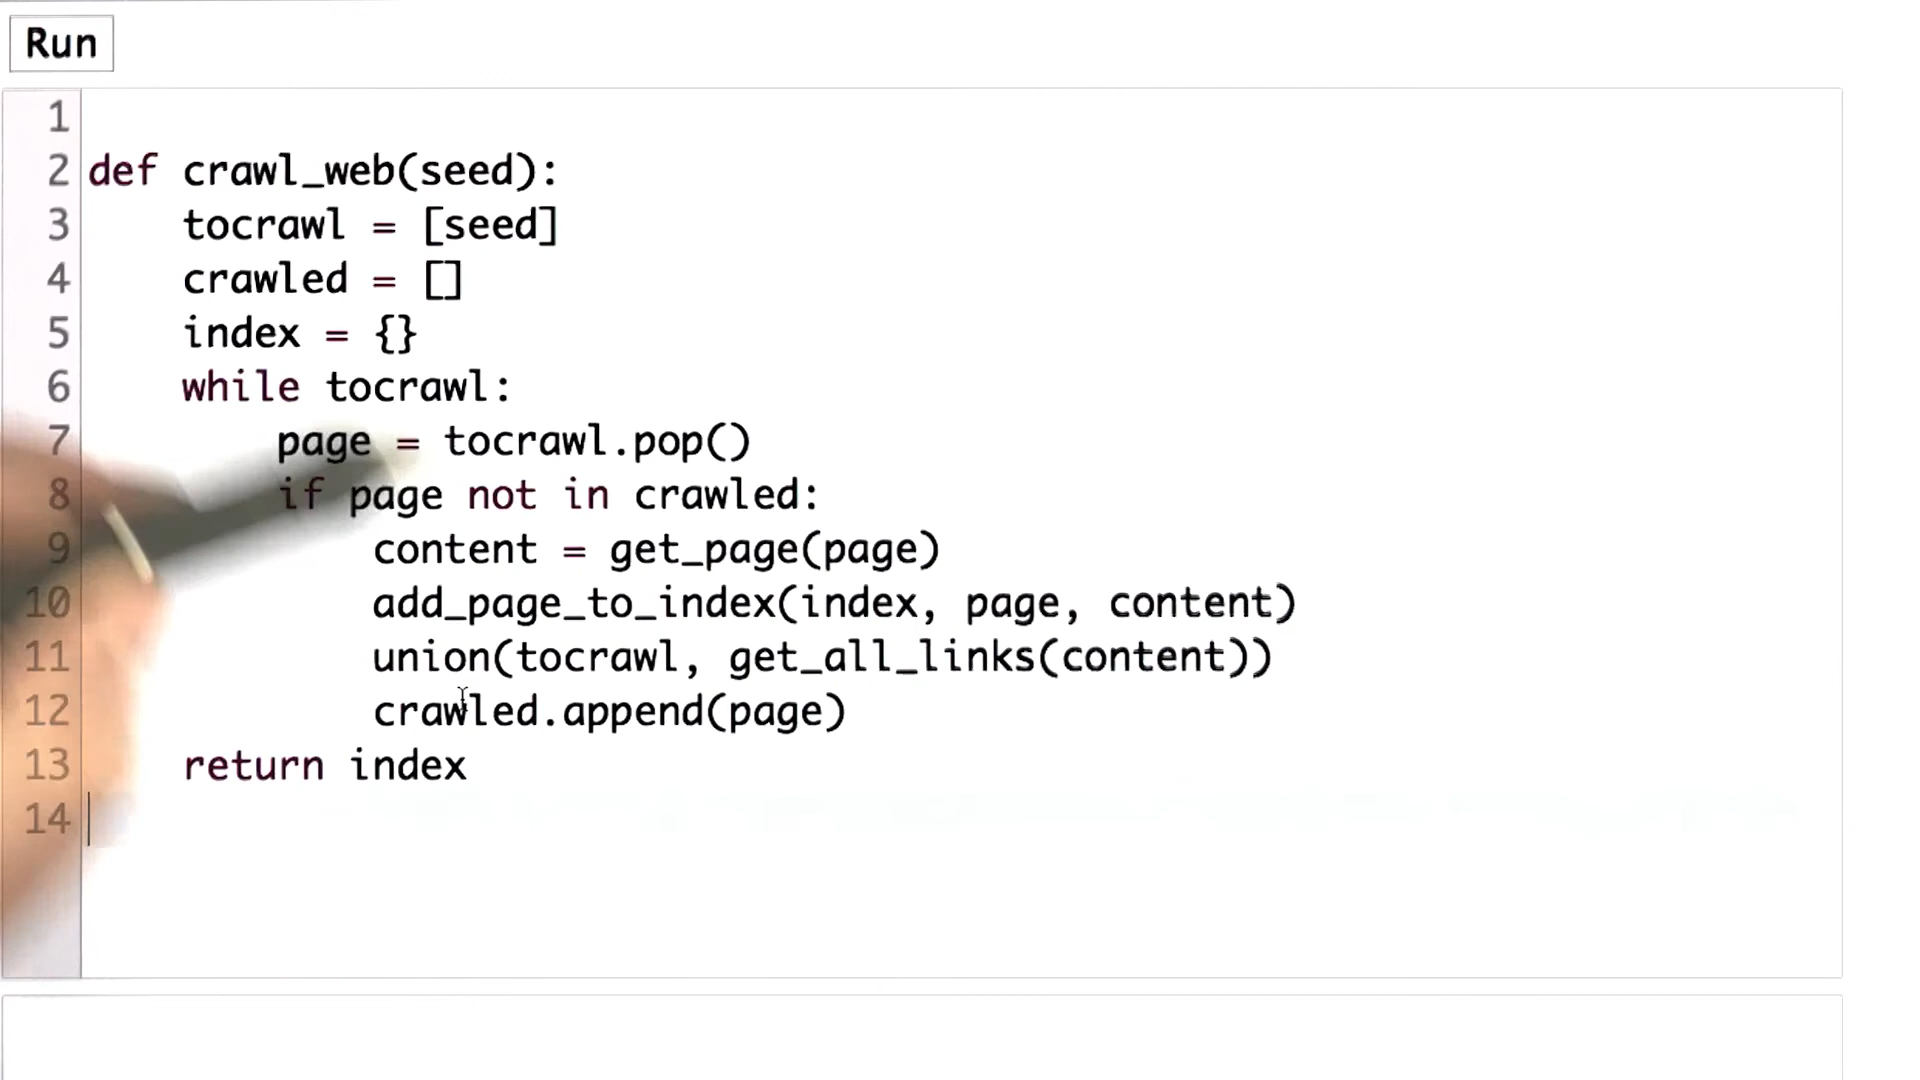 Run
1
2 def crawl_web(seed):
3     tocrawl = [seed]
4     crawled = []
5     index = {}
6     while tocrawl:
7         page = tocrawl.pop()
8         if page not in crawled:
9             content = get_page(page)
10             add_page_to_index(index, page, content)
11             union(tocrawl, get_all_links(content))
12             crawled.append(page)
13     return index
14